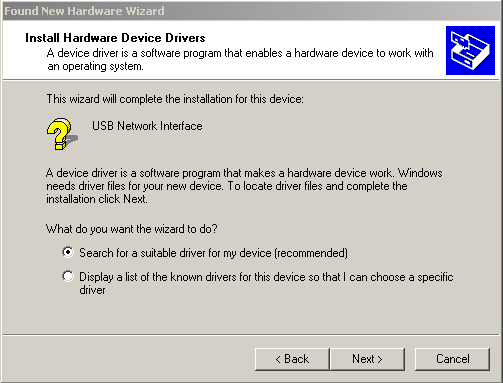 Found New Hardware Wizard
Install Hardware Device Drivers
A device driver is a software program that enables a hardware device to work with
an operating system.
This wizard will complete the installation for this device:
USB Network Interface
A device driver is a software program that makes a hardware device work. Windows
needs driver files for your new device. To locate driver files and complete the
installation click Next.
What do you want the wizard to do?
Search for a suitable driver for my device (recommended)
Display a list of the known drivers for this device so that I can choose a specific
driver
< Back
Next >
Cancel